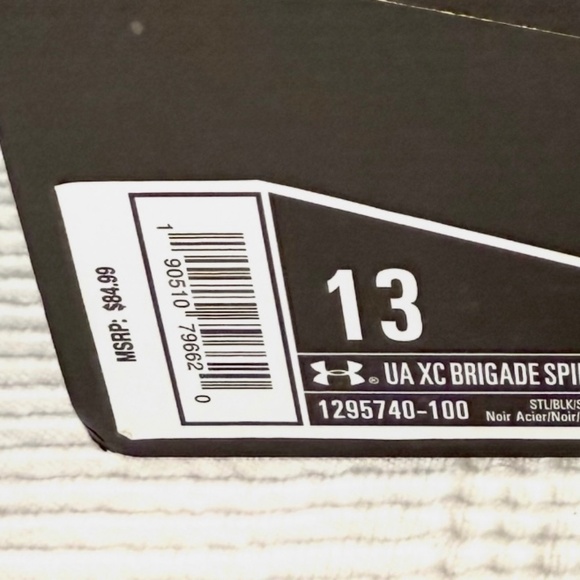 MSRP: $84.99
1 90510 79662 0
13
UA XC BRIGADE SPI
1295740-100
STL/BLK/
Noir Acier/Noir/